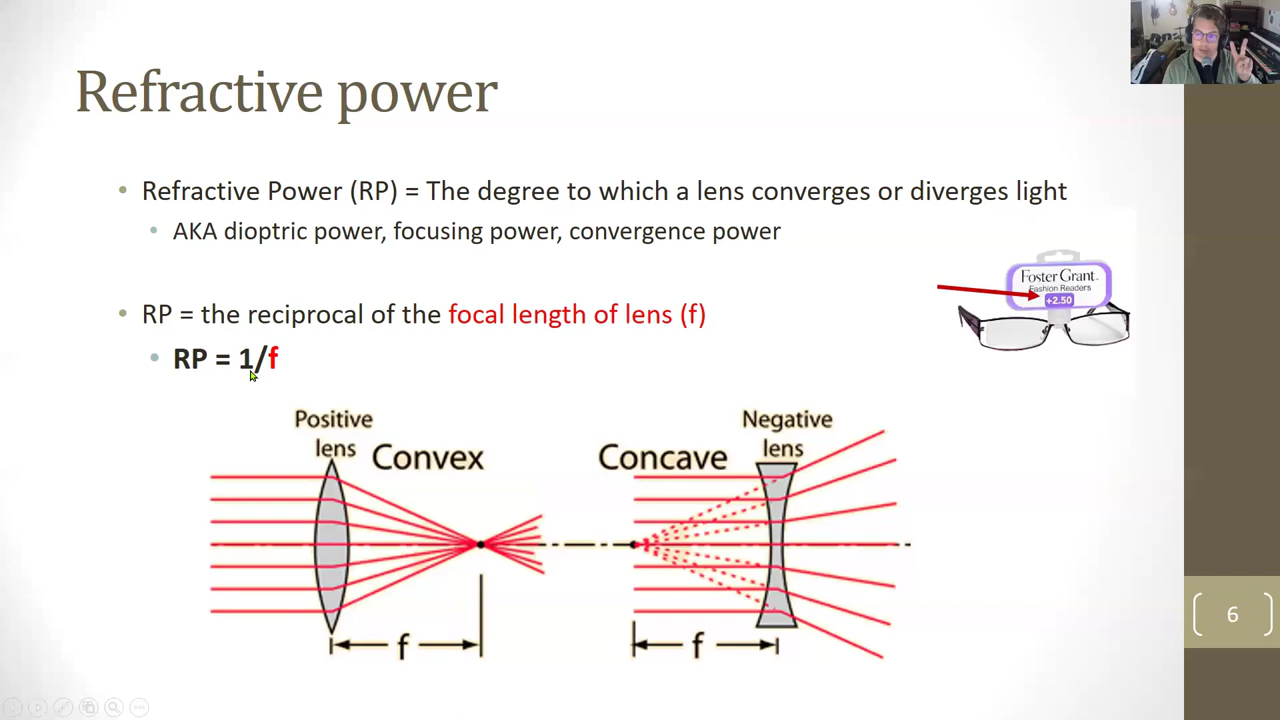 Refractive power
• Refractive Power (RP) = The degree to which a lens converges or diverges light
• AKA dioptric power, focusing power, convergence power
Foster Grant
Fashion Readers
+2.50
• RP = the reciprocal of the focal length of lens (f)
• RP = 1/f
Positive
lens
Convex
Concave
Negative
lens
f
f
6